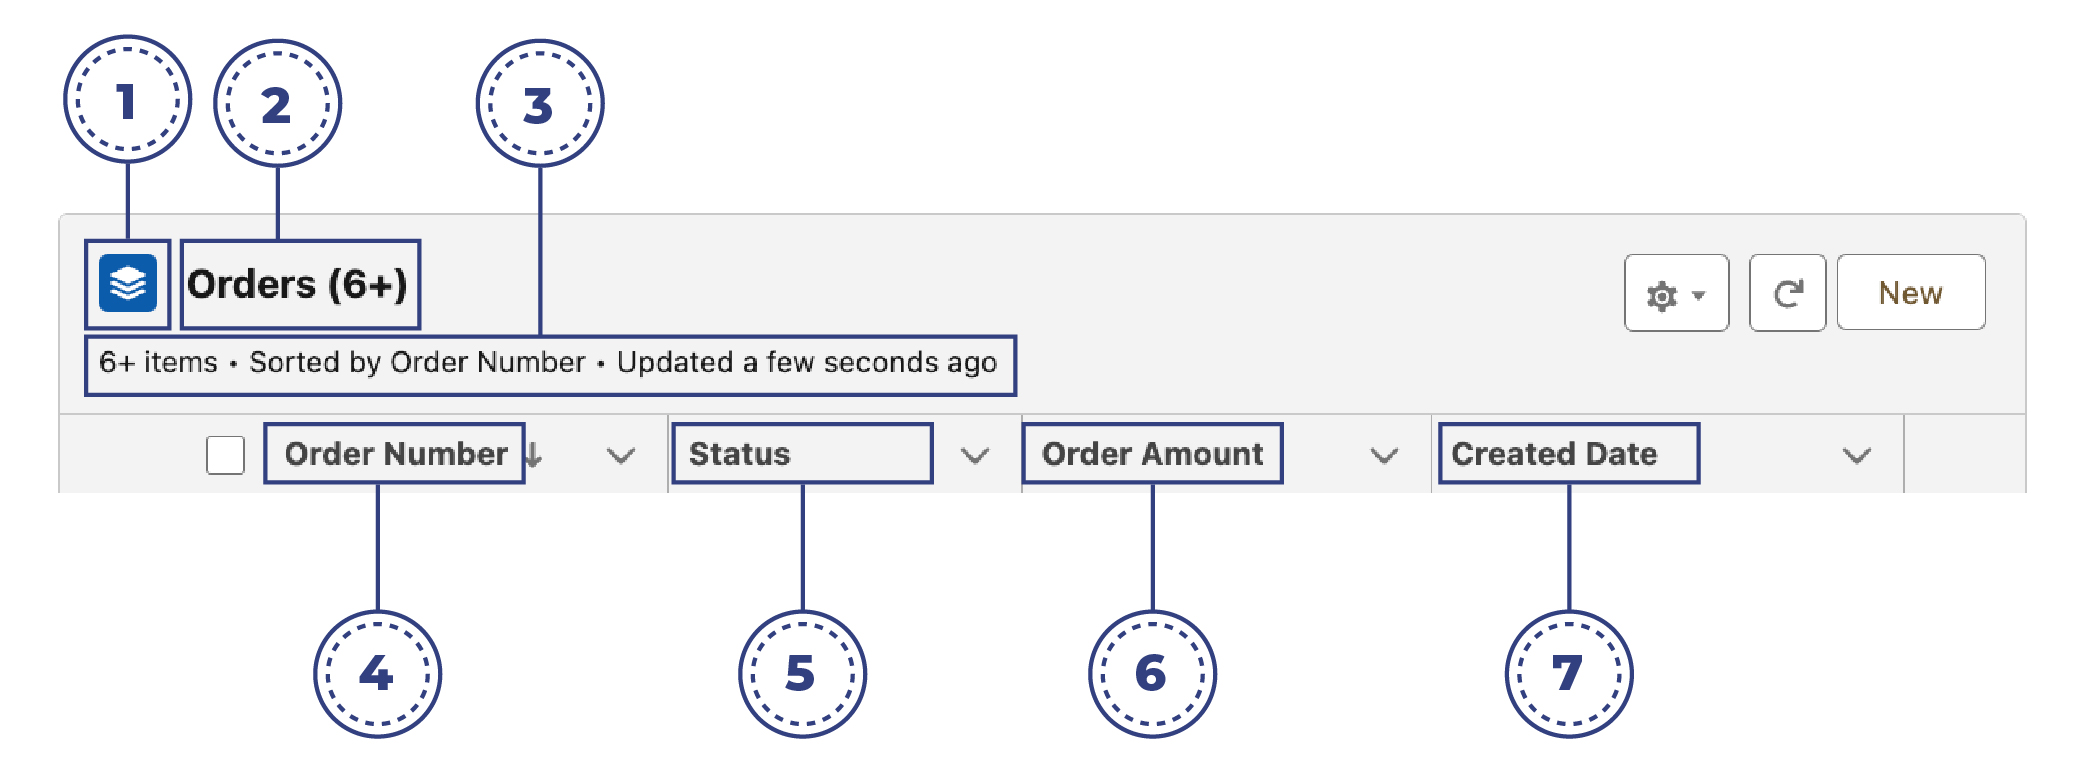 1 2 3
Orders (6+)
New
6+ items • Sorted by Order Number • Updated a few seconds ago
Order Number Status Order Amount Created Date
4 5 6 7